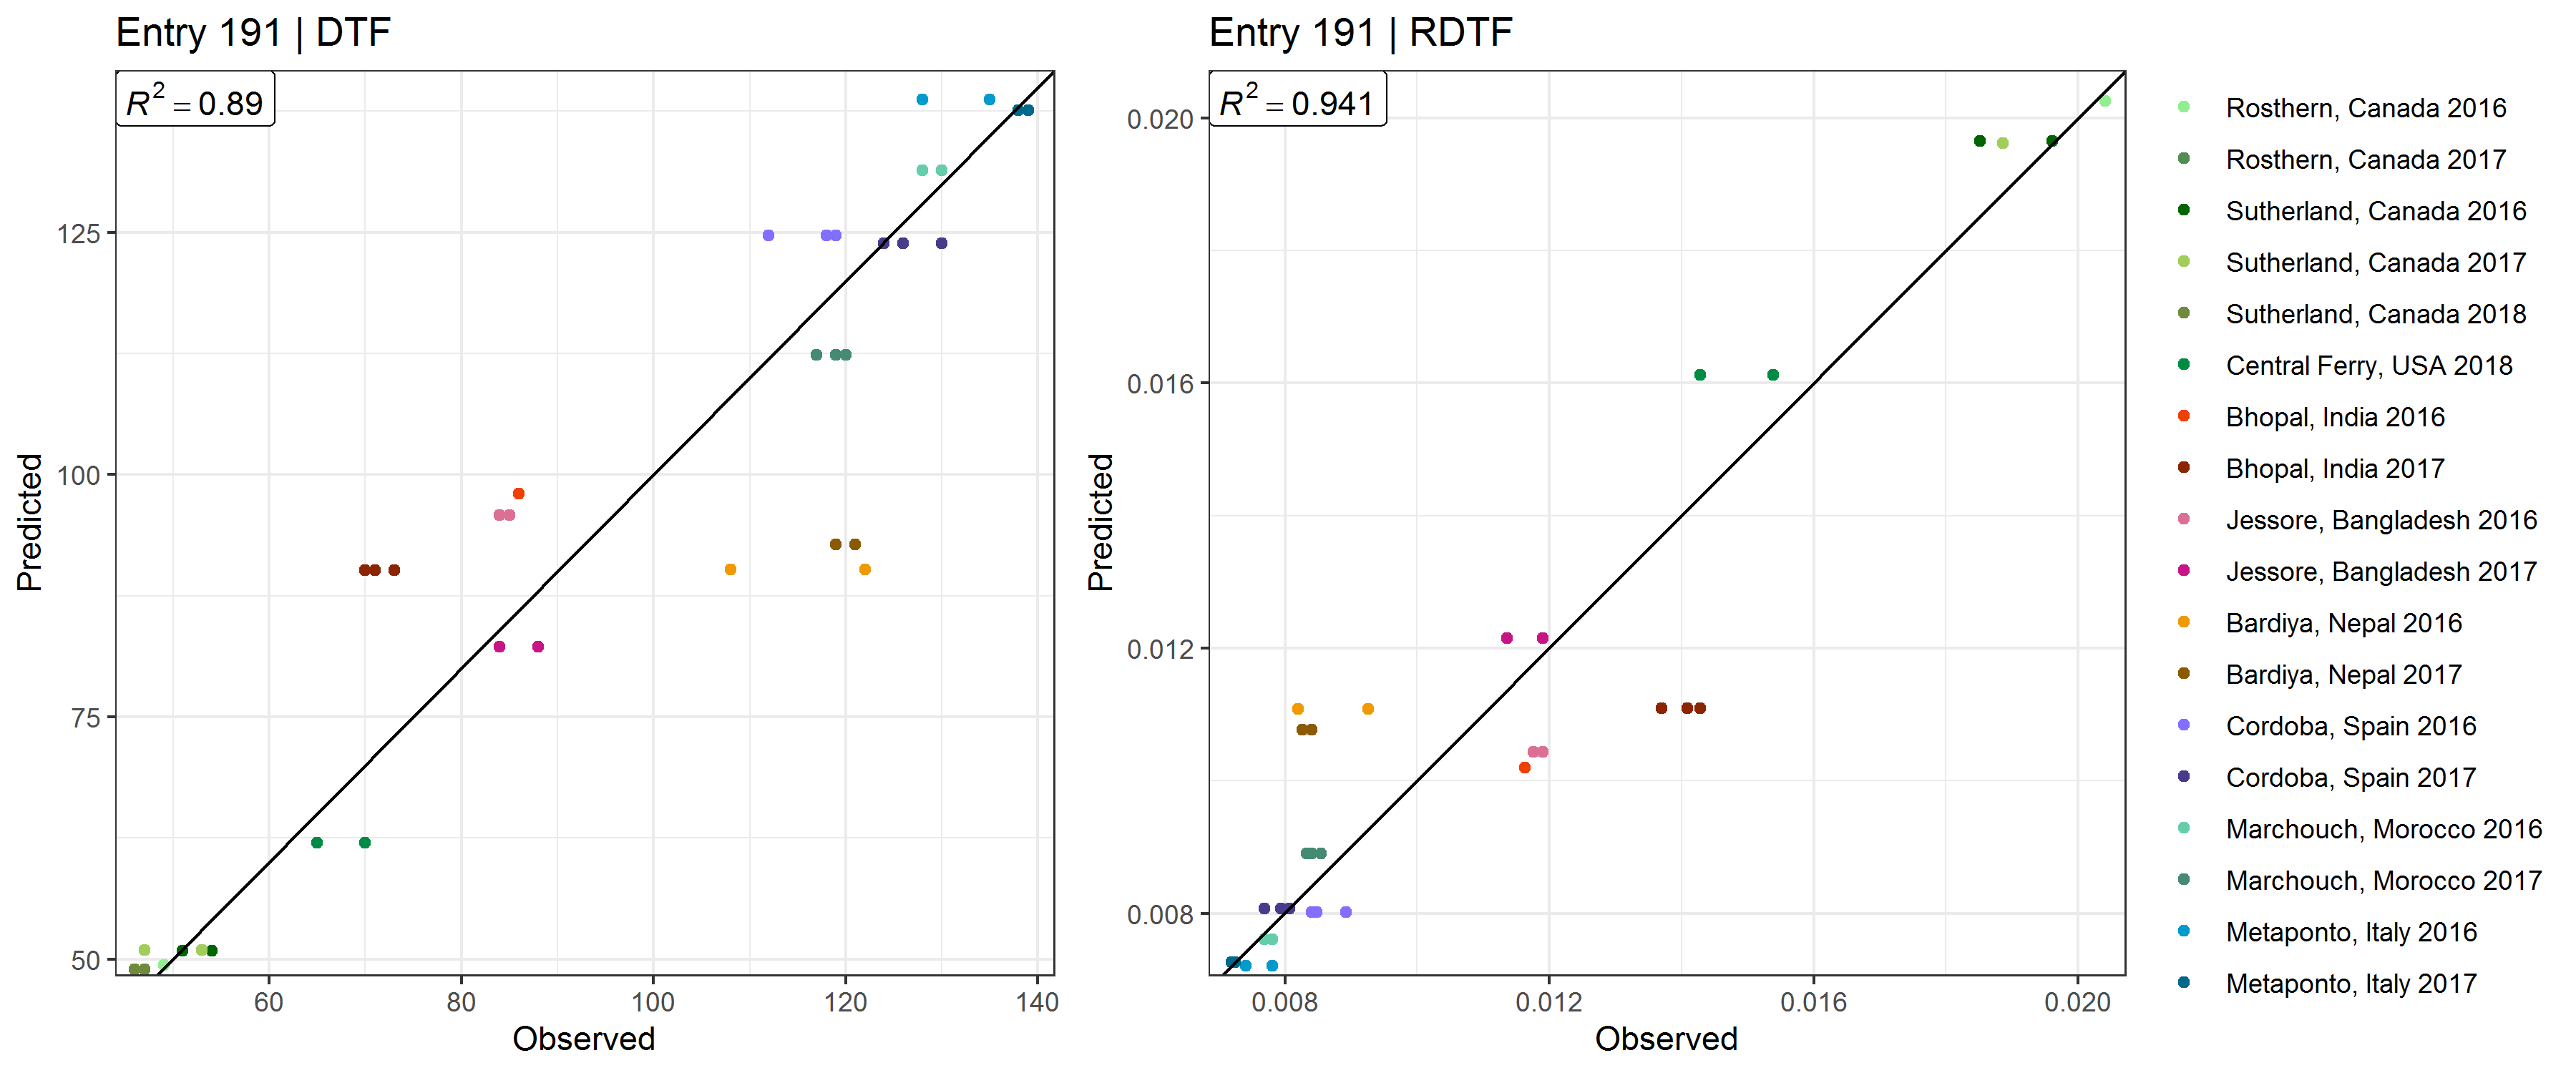 Entry 191 | DTF
R² = 0.89
125
100
75
50
Predicted
60 80 100 120 140
Observed
Entry 191 | RDTF
R² = 0.941
0.020
0.016
0.012
0.008
Predicted
0.008 0.012 0.016 0.020
Observed
Rosthern, Canada 2016
Rosthern, Canada 2017
Sutherland, Canada 2016
Sutherland, Canada 2017
Sutherland, Canada 2018
Central Ferry, USA 2018
Bhopal, India 2016
Bhopal, India 2017
Jessore, Bangladesh 2016
Jessore, Bangladesh 2017
Bardiya, Nepal 2016
Bardiya, Nepal 2017
Cordoba, Spain 2016
Cordoba, Spain 2017
Marchouch, Morocco 2016
Marchouch, Morocco 2017
Metaponto, Italy 2016
Metaponto, Italy 2017